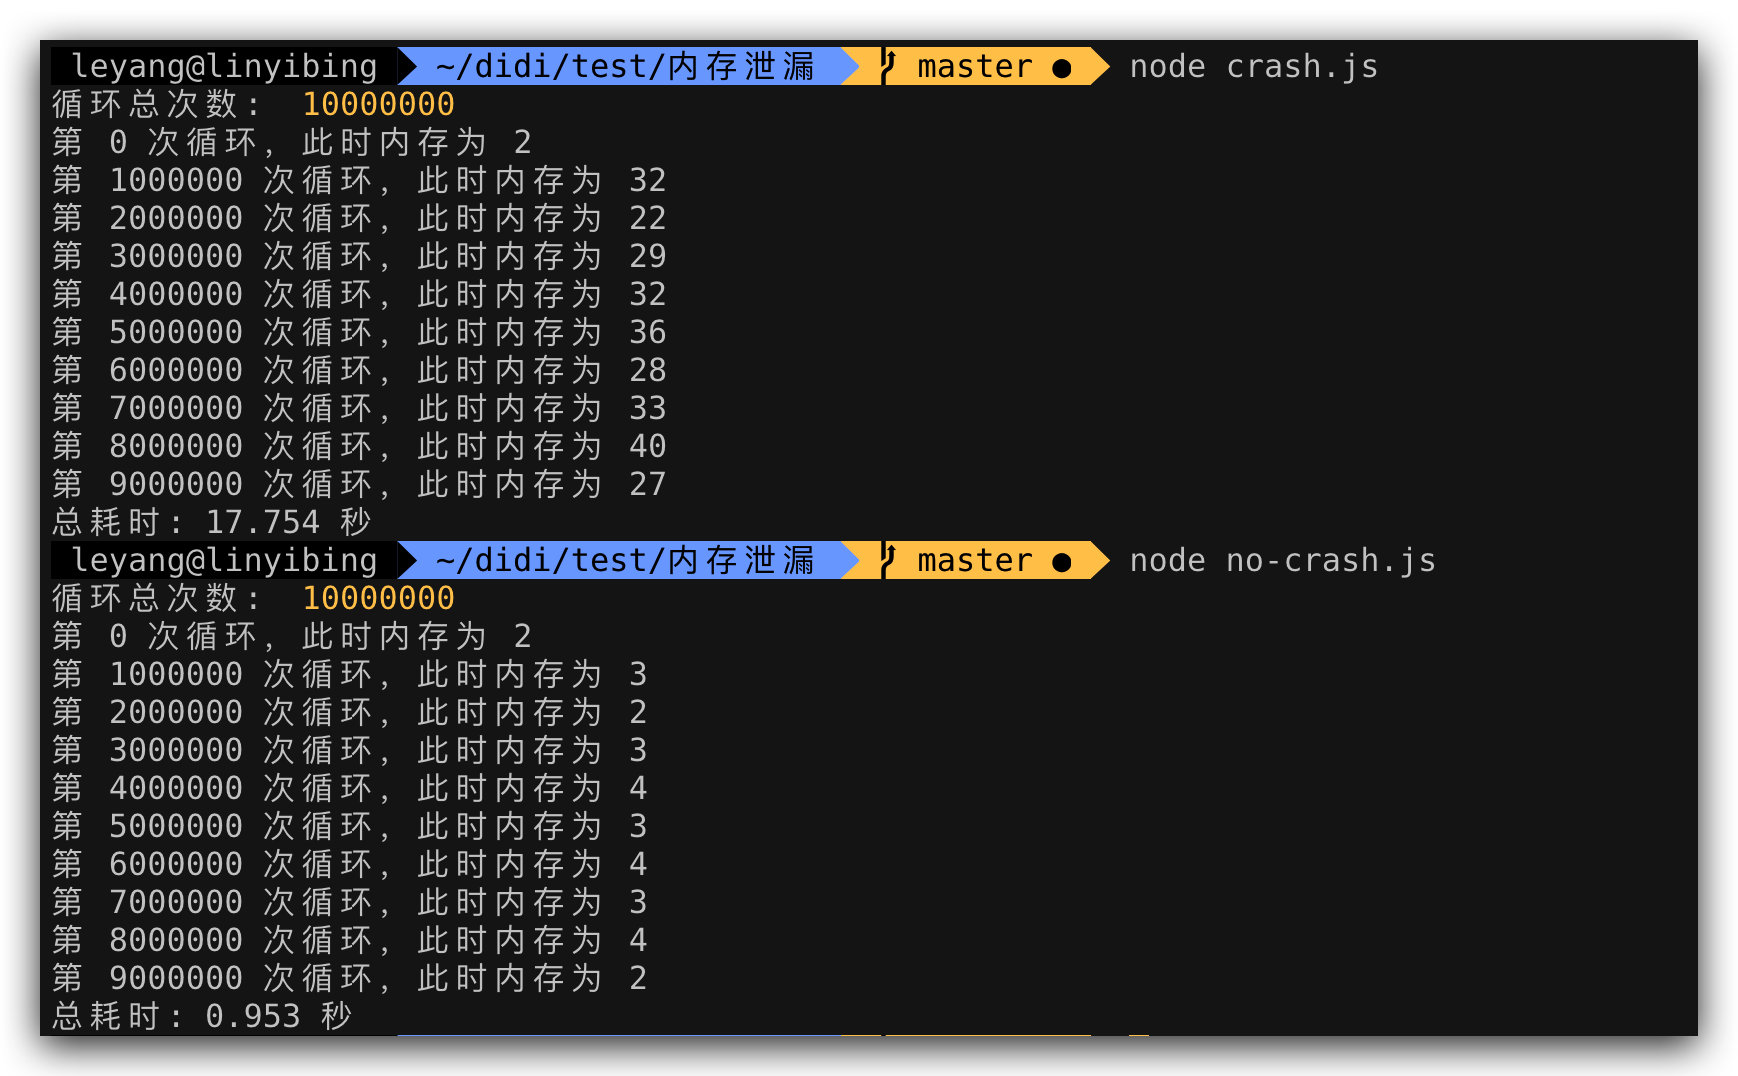 leyang@linyibing ~/didi/test/内存泄漏 master ● node crash.js
循环总次数: 10000000
第 0 次循环, 此时内存为 2
第 1000000 次循环, 此时内存为 32
第 2000000 次循环, 此时内存为 22
第 3000000 次循环, 此时内存为 29
第 4000000 次循环, 此时内存为 32
第 5000000 次循环, 此时内存为 36
第 6000000 次循环, 此时内存为 28
第 7000000 次循环, 此时内存为 33
第 8000000 次循环, 此时内存为 40
第 9000000 次循环, 此时内存为 27
总耗时: 17.754 秒
leyang@linyibing ~/didi/test/内存泄漏 master ● node no-crash.js
循环总次数: 10000000
第 0 次循环, 此时内存为 2
第 1000000 次循环, 此时内存为 3
第 2000000 次循环, 此时内存为 2
第 3000000 次循环, 此时内存为 3
第 4000000 次循环, 此时内存为 4
第 5000000 次循环, 此时内存为 3
第 6000000 次循环, 此时内存为 4
第 7000000 次循环, 此时内存为 3
第 8000000 次循环, 此时内存为 4
第 9000000 次循环, 此时内存为 2
总耗时: 0.953 秒